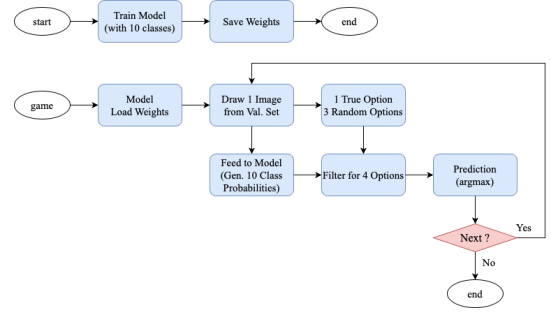 start
Train Model
(with 10 classes)
Save Weights
end
game
Model
Load Weights
Draw 1 Image
from Val. Set
1 True Option
3 Random Options
Feed to Model
(Gen. 10 Class
Probabilities)
Filter for 4 Options
Prediction
(argmax)
Next ?
Yes
No
end